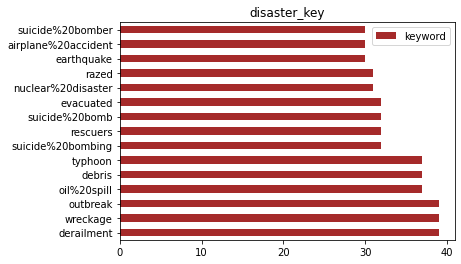 disaster_key
suicide%20bomber
airplane%20accident
earthquake
razed
nuclear%20disaster
evacuated
suicide%20bomb
rescuers
suicide%20bombing
typhoon
debris
oil%20spill
outbreak
wreckage
derailment
keyword
0 10 20 30 40